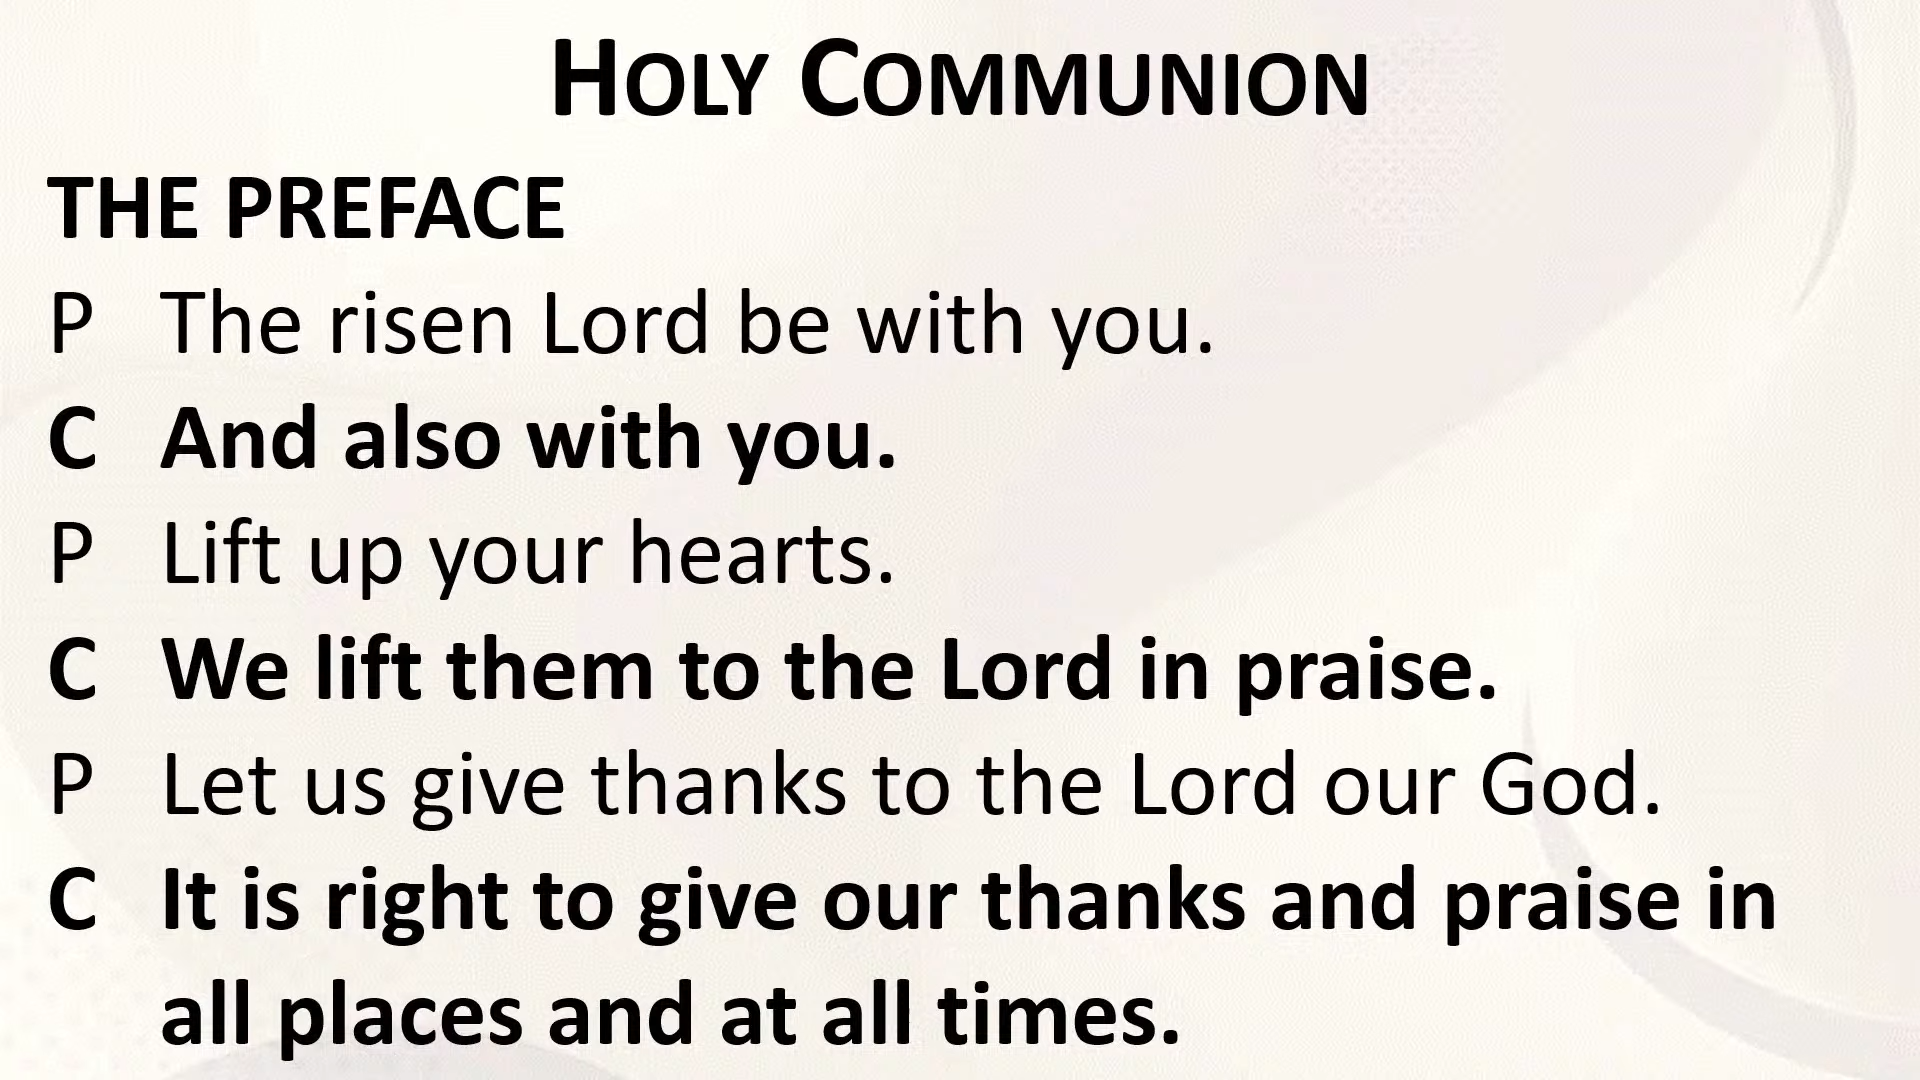 HOLY COMMUNION
THE PREFACE
P The risen Lord be with you.
C And also with you.
P Lift up your hearts.
C We lift them to the Lord in praise.
P Let us give thanks to the Lord our God.
C It is right to give our thanks and praise in
all places and at all times.